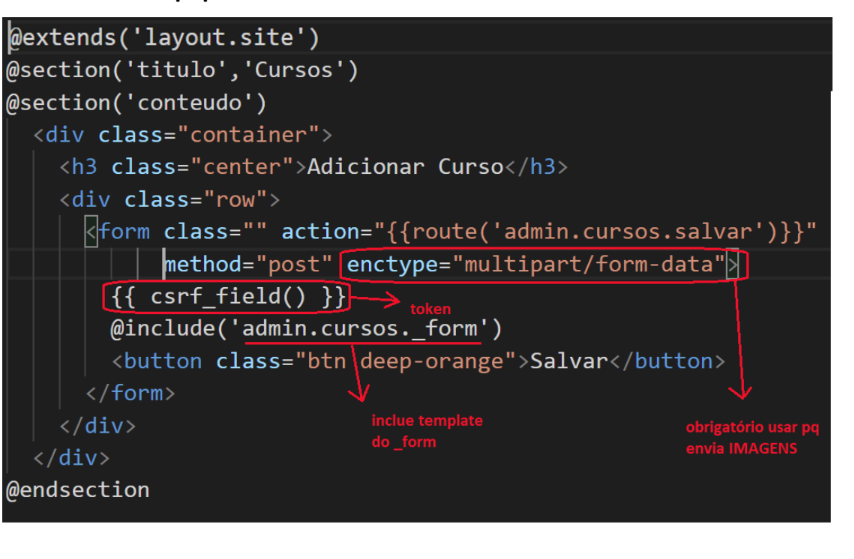 @extends('layout.site')
@section('titulo','Cursos')
@section('conteudo')
<div class="container">
<h3 class="center">Adicionar Curso</h3>
<div class="row">
<form class="" action="{{route('admin.cursos.salvar')}}"
method="post" enctype="multipart/form-data">
{{ csrf_field() }}
token
@include('admin.cursos._form')
<button class="btn deep-orange">Salvar</button>
</form>
inclue template
do _form
obrigatório usar pq
envia IMAGENS
</div>
</div>
@endsection